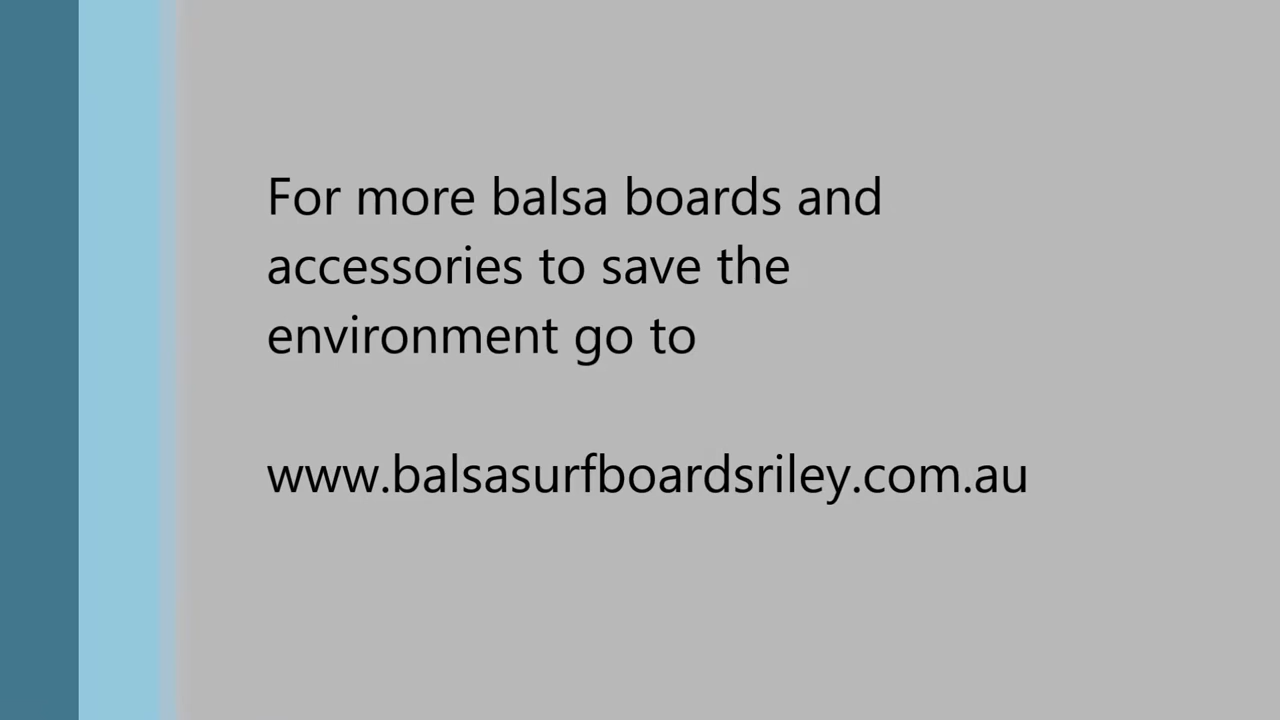 For more balsa boards and
accessories to save the
environment go to
www.balsasurfboardsriley.com.au